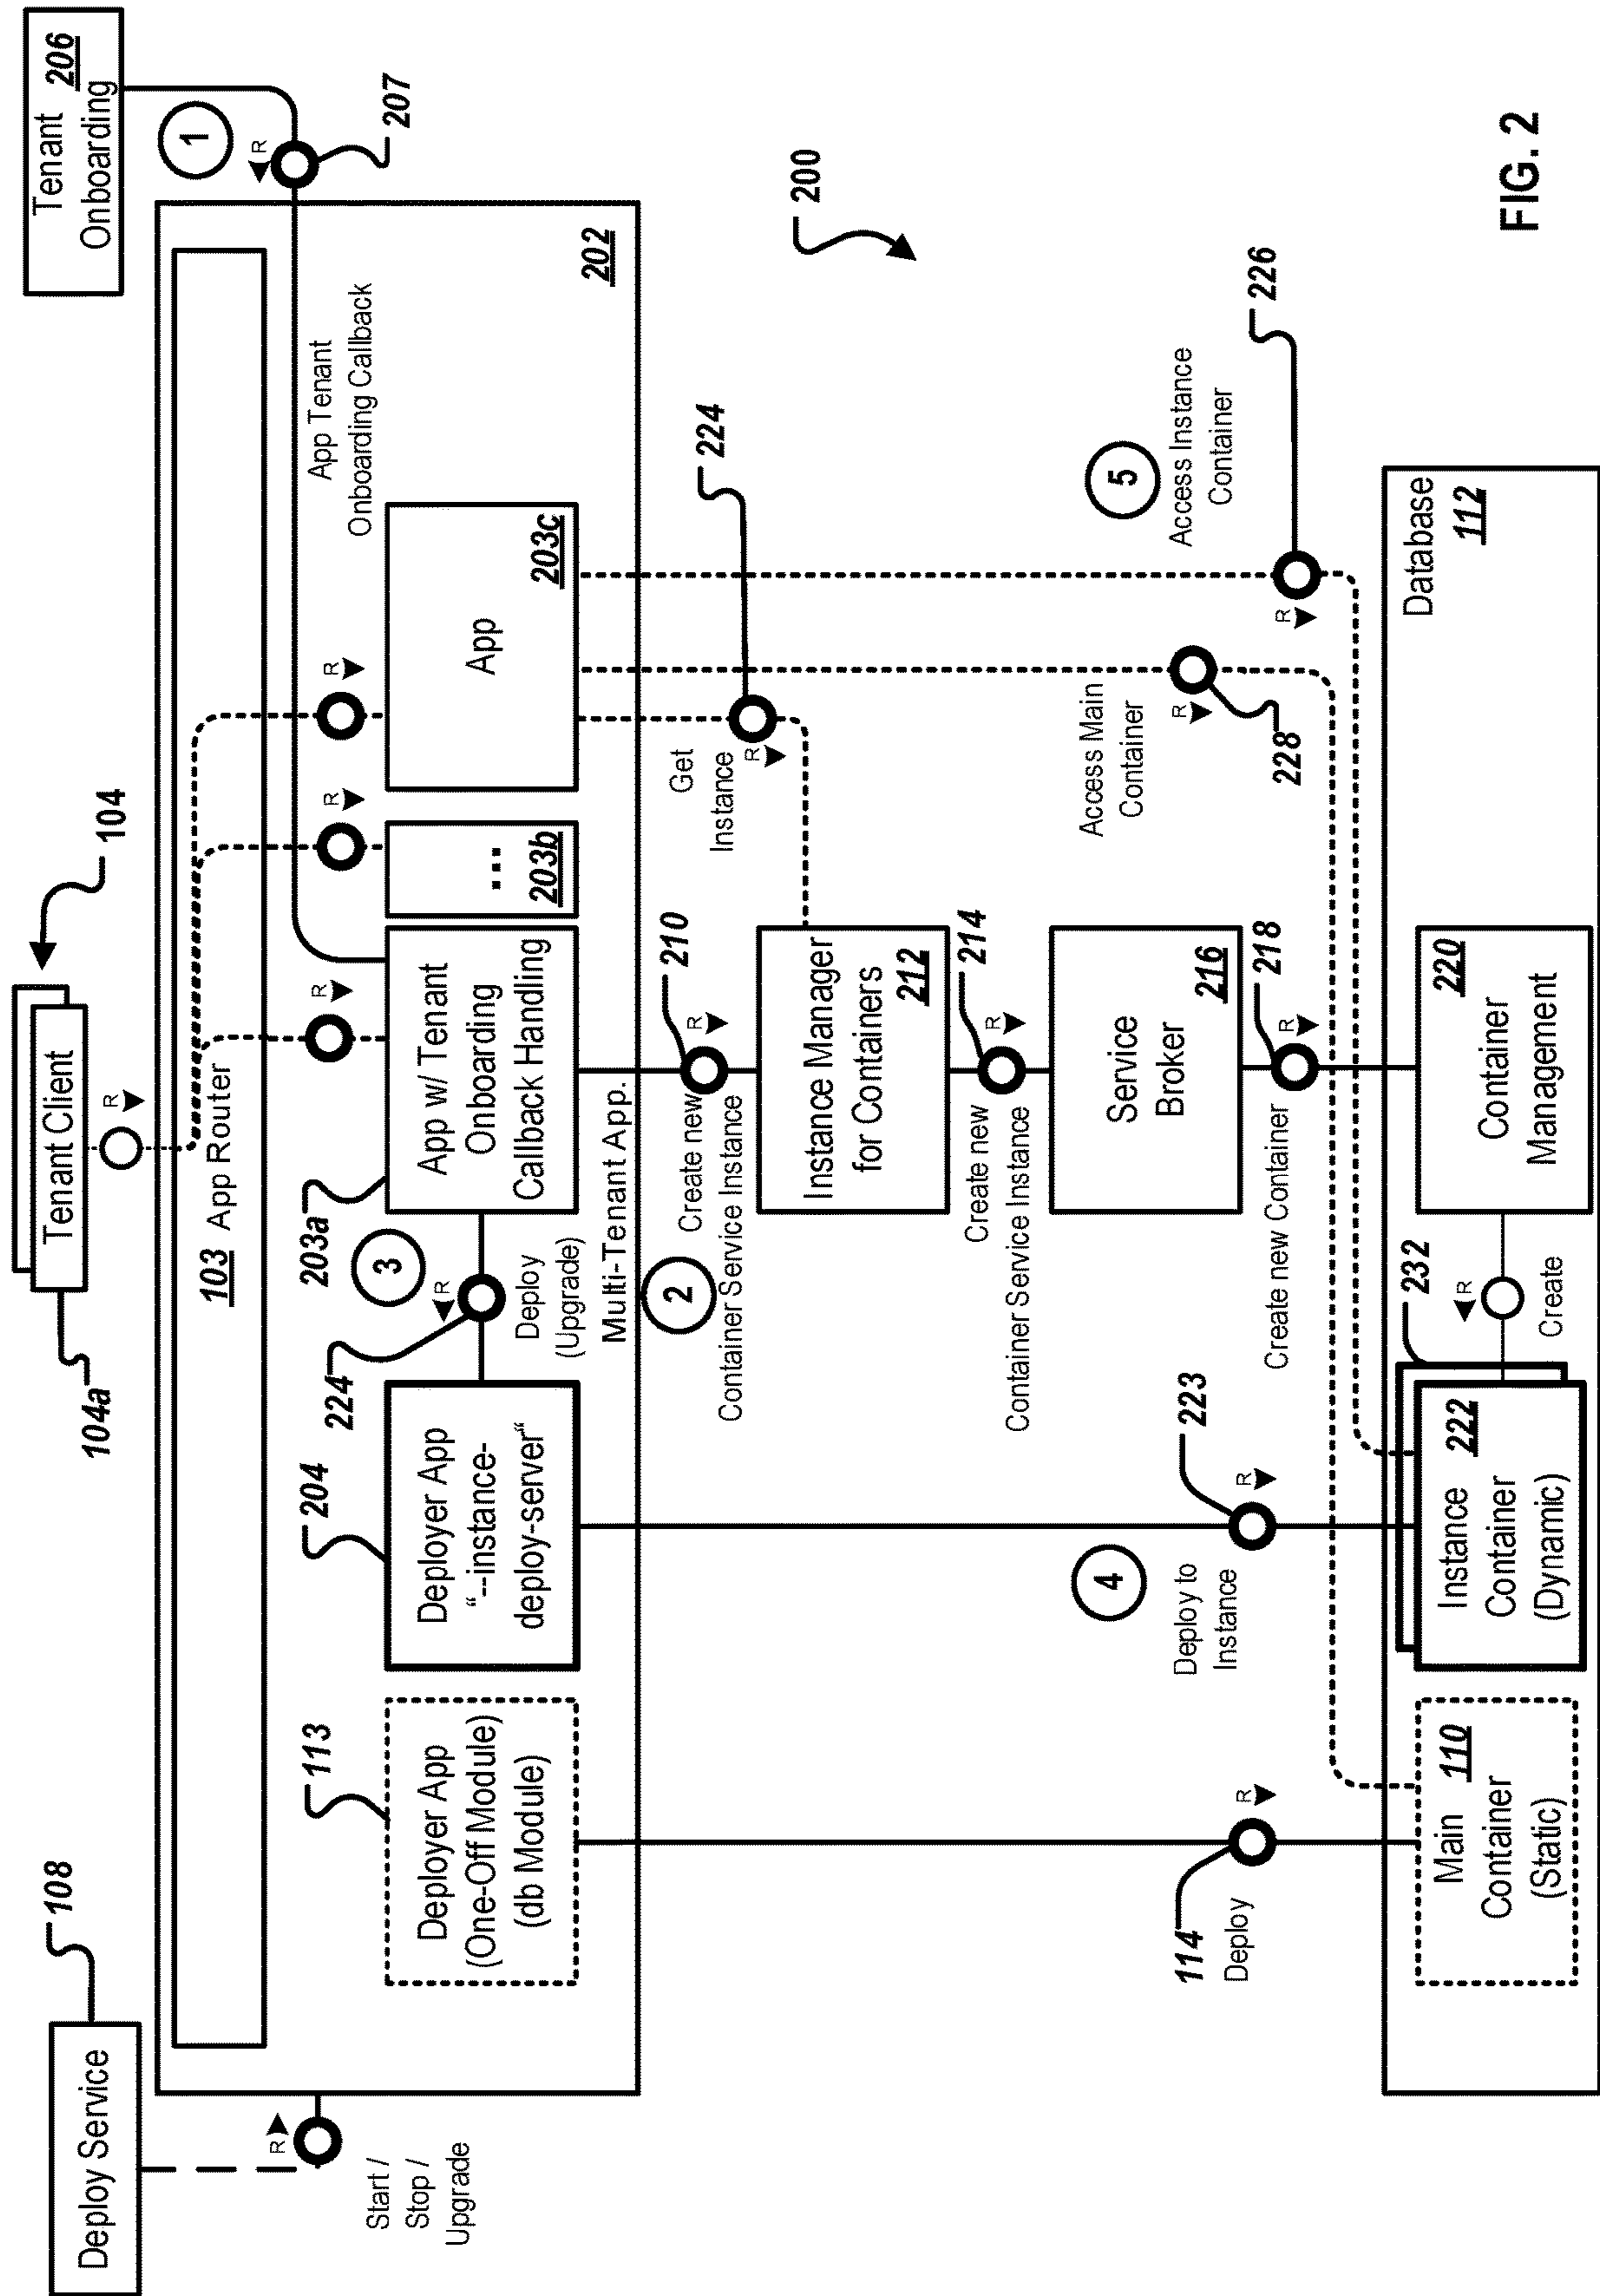 Deploy Service
108
Start /
Stop /
Upgrade
R
Tenant Client
104
104a
R
Tenant
206
Onboarding
1
R
207
103 App Router
App Tenant
Onboarding Callback
R
R
R
113
Deployer App
(One-Off Module)
(db Module)
204
Deployer App
"--instance-
deploy-server"
224
R
3
Deploy
(Upgrade)
203a
App w/ Tenant
Onboarding
Callback Handling
...
203b
App
203c
Multi-Tenant App.
202
2
Create new
Container Service Instance
210
R
Get
Instance
R
224
200
Instance Manager
for Containers
212
Create new
Container Service Instance
214
R
Service
Broker
216
Access Main
Container
R
228
5
Access Instance
Container
R
226
114
Deploy
R
4
Deploy to
Instance
223
R
Create new Container
218
R
Database
112
Main
110
Container
(Static)
Instance
222
Container
(Dynamic)
232
R
Create
220
Container
Management
FIG. 2